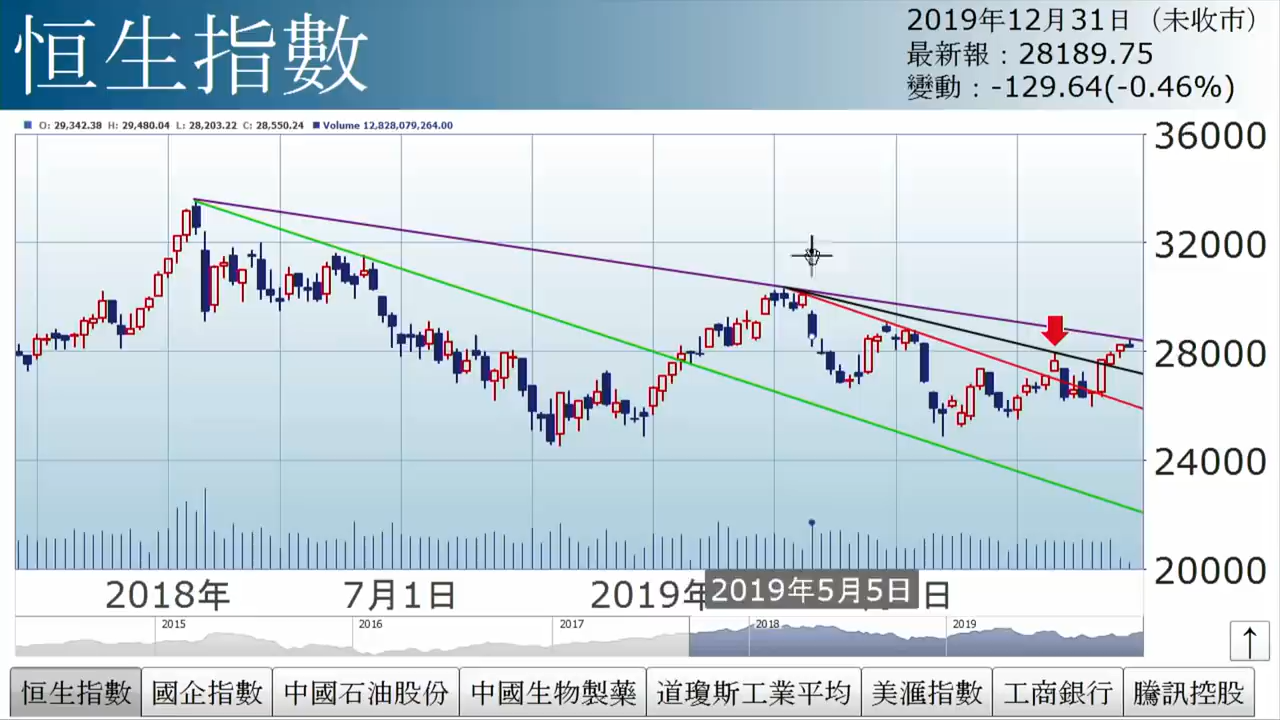 恒生指數
2019年12月31日（未收市）
最新報：28189.75
變動：-129.64(-0.46%)
O: 29,342.38 H: 29,480.04 L: 28,203.22 C: 28,550.24 Volume 12,828,079,264.00
36000
32000
28000
24000
20000
2018年 7月1日 2019年 2019年5月5日 日
2015 2016 2017 2018 2019
↑
恒生指數 國企指數 中國石油股份 中國生物製藥 道瓊斯工業平均 美滙指數 工商銀行 騰訊控股